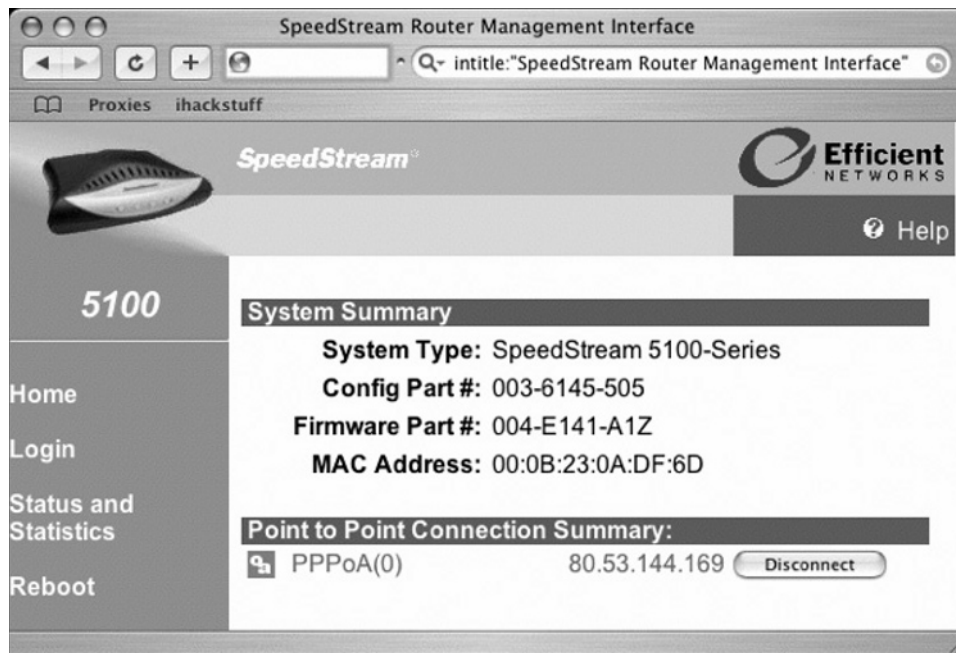 SpeedStream Router Management Interface
intitle:"SpeedStream Router Management Interface"
Proxies ihackstuff
SpeedStream®
Efficient
NETWORKS
? Help
5100
Home
Login
Status and
Statistics
Reboot
System Summary
System Type: SpeedStream 5100-Series
Config Part #: 003-6145-505
Firmware Part #: 004-E141-A1Z
MAC Address: 00:0B:23:0A:DF:6D
Point to Point Connection Summary:
PPPoA(0) 80.53.144.169 Disconnect